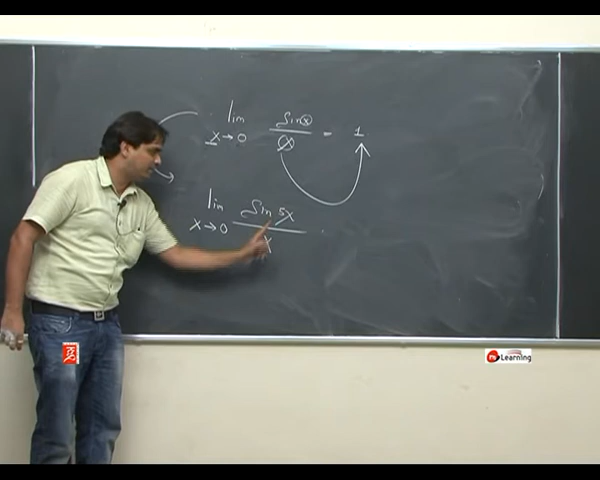 lim sin x
x→0 x = 1
lim sin 5x
x→0 x
Learning